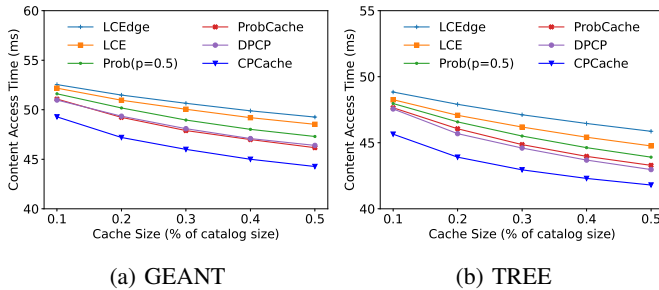 60
55
50
45
40
Content Access Time (ms)
LCEdge
LCE
Prob(p=0.5)
ProbCache
DPCP
CPCache
0.1 0.2 0.3 0.4 0.5
Cache Size (% of catalog size)
(a) GEANT
55
50
45
40
Content Access Time (ms)
LCEdge
LCE
Prob(p=0.5)
ProbCache
DPCP
CPCache
0.1 0.2 0.3 0.4 0.5
Cache Size (% of catalog size)
(b) TREE